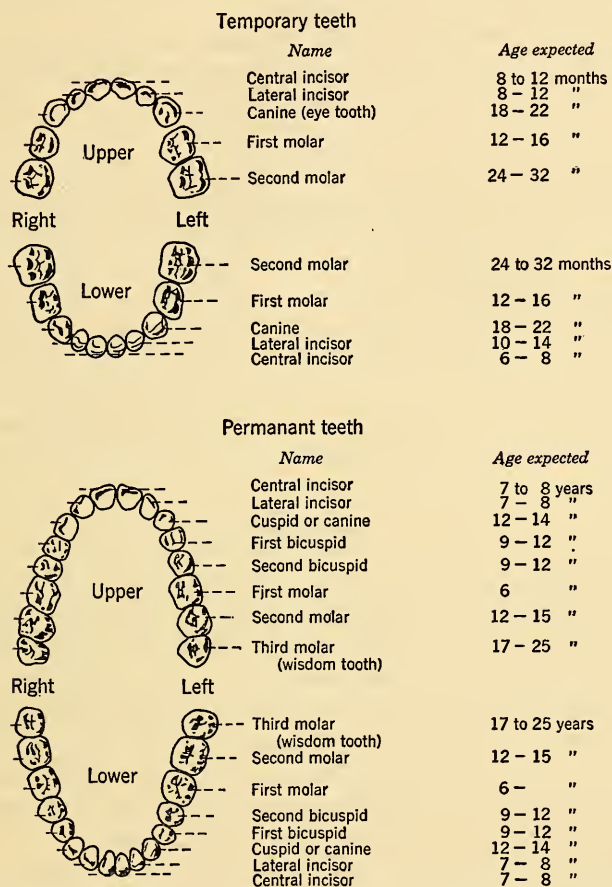 Temporary teeth
Name Age expected
Central incisor 8 to 12 months
Lateral incisor 8 – 12 "
Canine (eye tooth) 18 – 22 "
Upper
First molar 12 – 16 "
Second molar 24 – 32 "
Right Left
Second molar 24 to 32 months
Lower
First molar 12 – 16 "
Canine 18 – 22 "
Lateral incisor 10 – 14 "
Central incisor 6 – 8 "
Permanant teeth
Name Age expected
Central incisor 7 to 8 years
Lateral incisor 7 – 8 "
Cuspid or canine 12 – 14 "
First bicuspid 9 – 12 "
Second bicuspid 9 – 12 "
Upper First molar 6 "
Second molar 12 – 15 "
Third molar 17 – 25 "
(wisdom tooth)
Right Left
Third molar 17 to 25 years
(wisdom tooth)
Second molar 12 – 15 "
Lower
First molar 6 – "
Second bicuspid 9 – 12 "
First bicuspid 9 – 12 "
Cuspid or canine 12 – 14 "
Lateral incisor 7 – 8 "
Central incisor 7 – 8 "